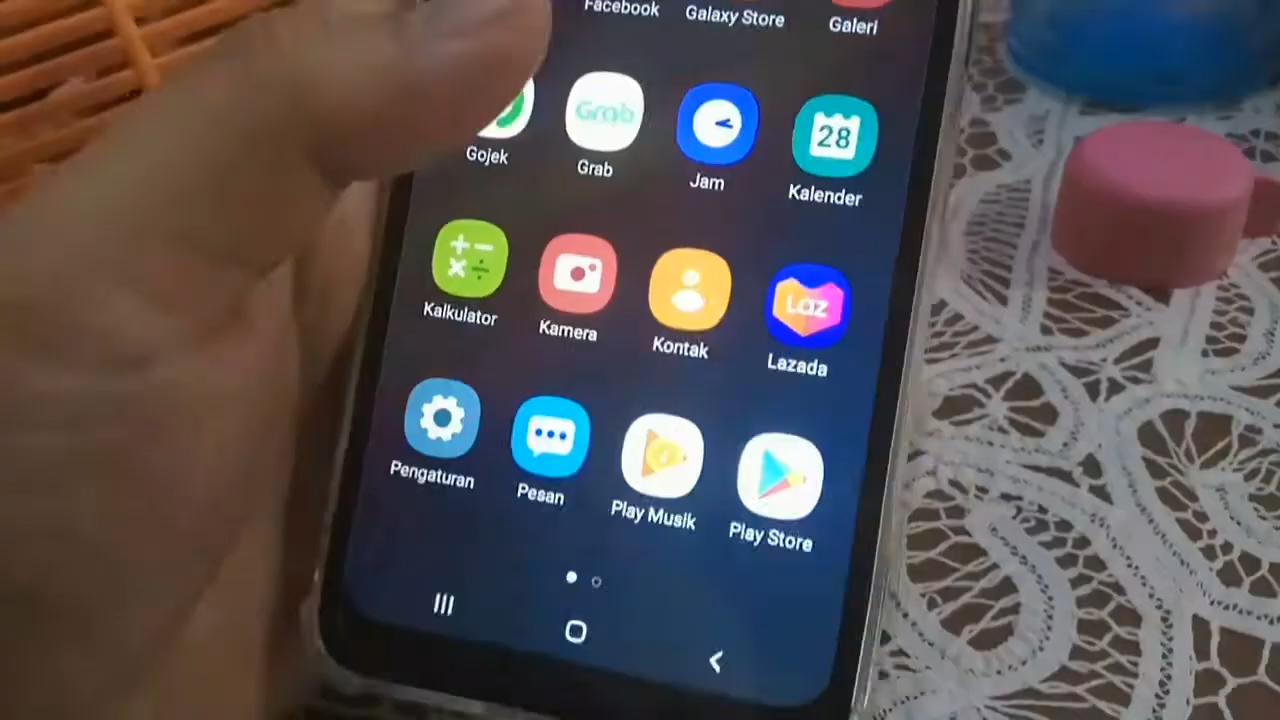 Facebook
Galaxy Store
Galeri
Grab
28
Gojek
Grab
Jam
Kalender
Laz
Kalkulator
Kamera
Kontak
Lazada
Pengaturan
Pesan
Play Musik
Play Store